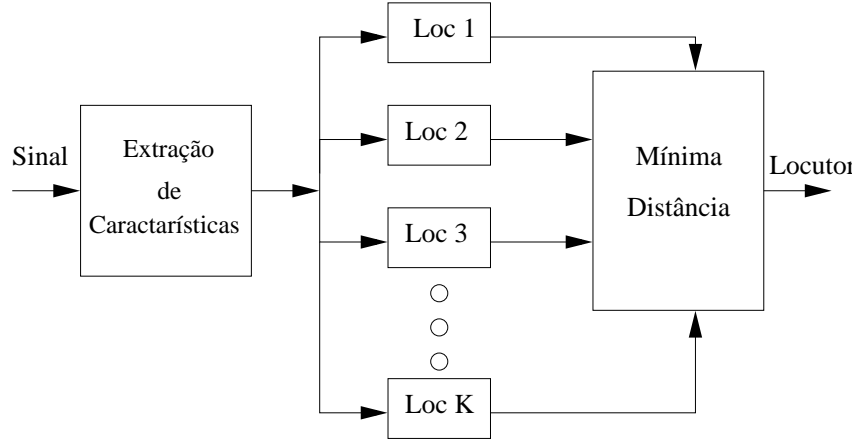 Sinal
Extração
de
Caractarísticas
Loc 1
Loc 2
Loc 3
Loc K
Mínima
Distância
Locutor